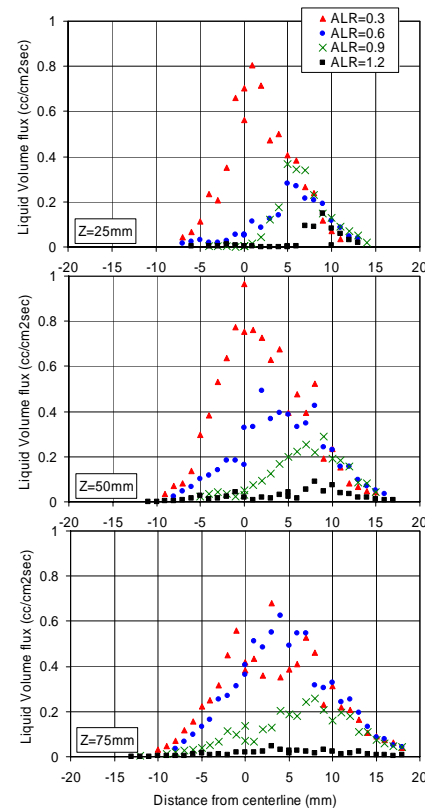 ALR=0.3
ALR=0.6
ALR=0.9
ALR=1.2
Liquid Volume flux (cc/cm2sec)
1
0.8
0.6
0.4
0.2
0
Z=25mm
-20 -15 -10 -5 0 5 10 15 20
Liquid Volume flux (cc/cm2sec)
1
0.8
0.6
0.4
0.2
0
Z=50mm
-20 -15 -10 -5 0 5 10 15 20
Liquid Volume flux (cc/cm2sec)
1
0.8
0.6
0.4
0.2
0
Z=75mm
-20 -15 -10 -5 0 5 10 15 20
Distance from centerline (mm)